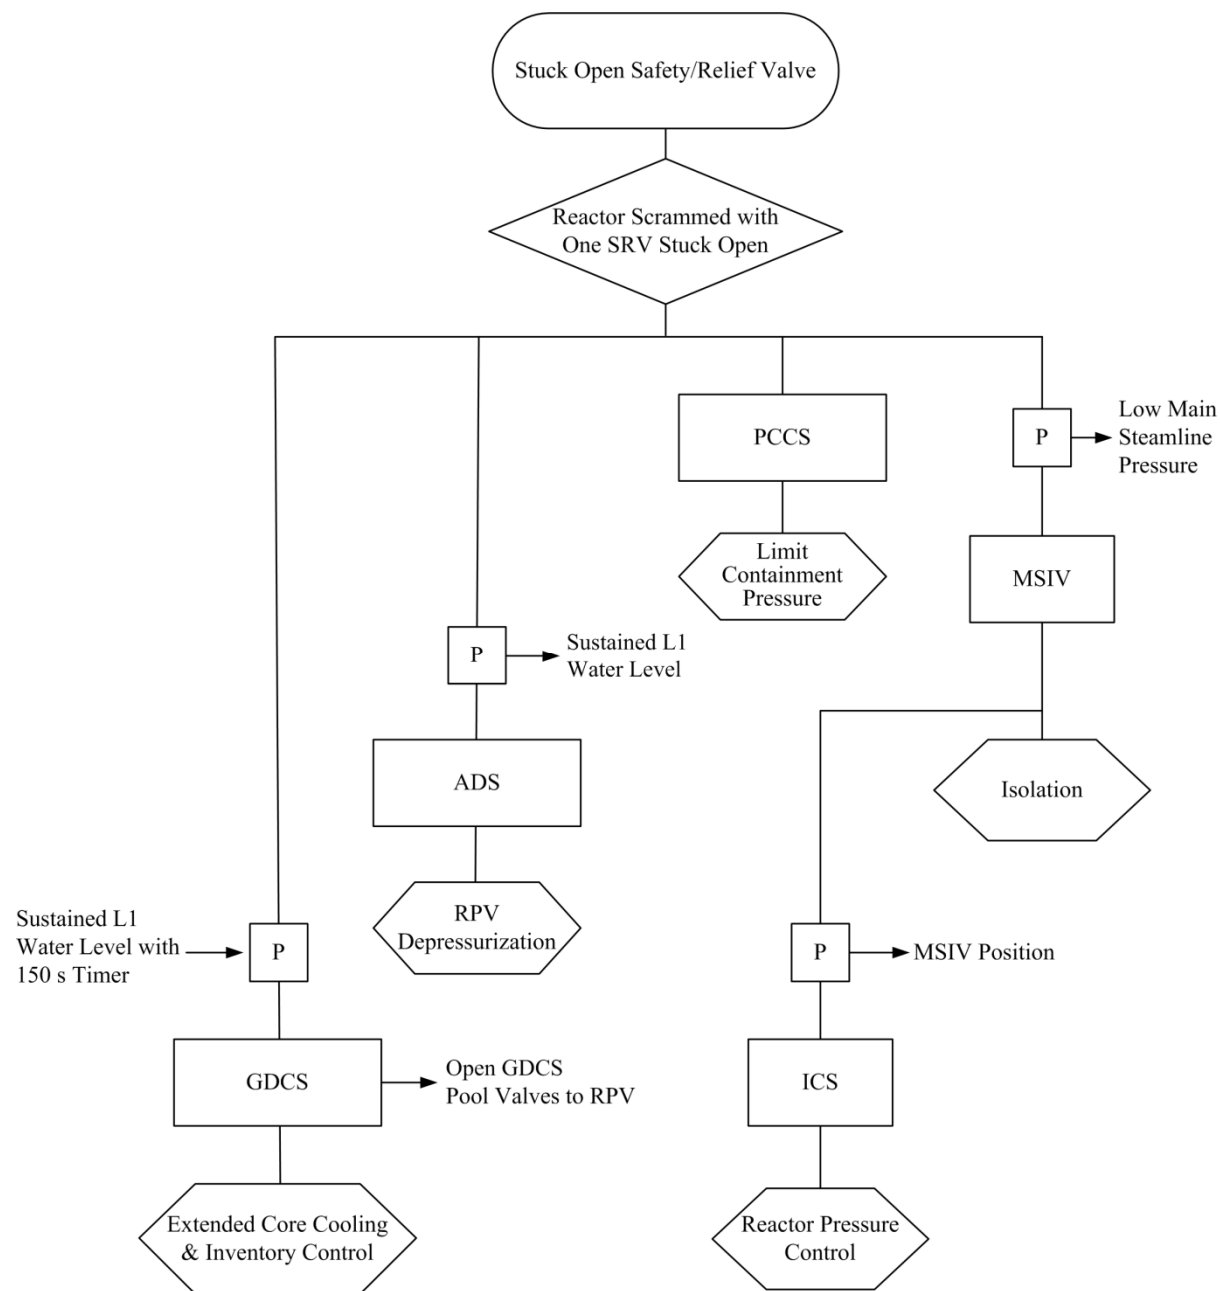 Stuck Open Safety/Relief Valve
Reactor Scrammed with
One SRV Stuck Open
PCCS
P
Low Main
Steamline
Pressure
Limit
Containment
Pressure
MSIV
P
Sustained L1
Water Level
ADS
Isolation
RPV
Depressurization
Sustained L1
Water Level with
150 s Timer
P
P
MSIV Position
GDCS
Open GDCS
Pool Valves to RPV
ICS
Extended Core Cooling
& Inventory Control
Reactor Pressure
Control